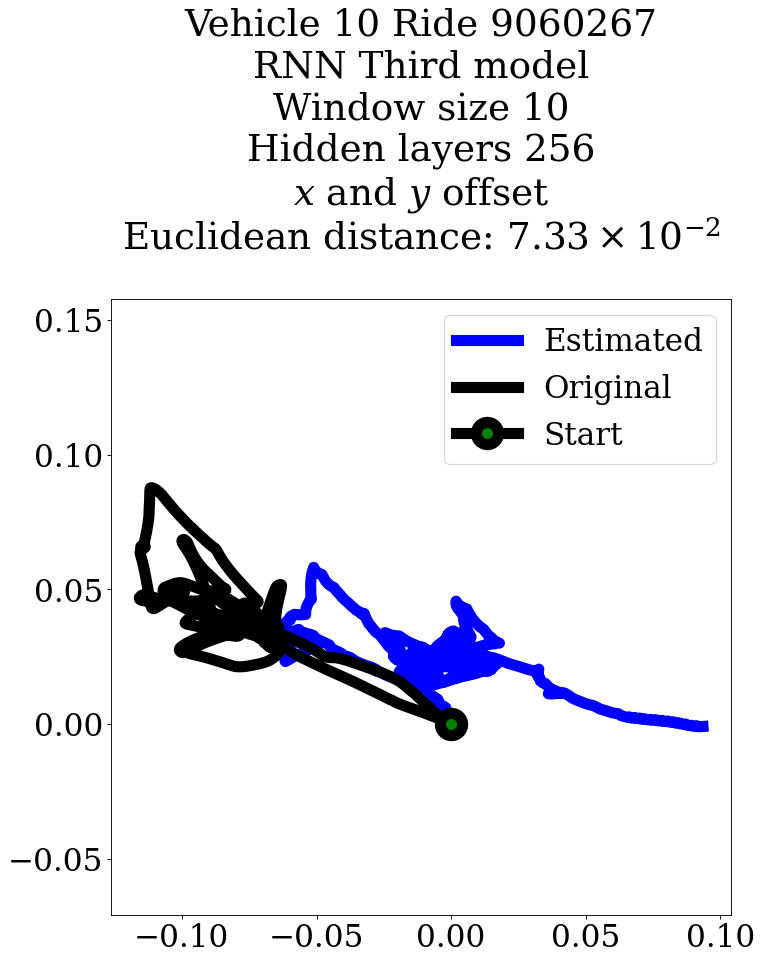 Vehicle 10 Ride 9060267
RNN Third model
Window size 10
Hidden layers 256
x and y offset
Euclidean distance: 7.33 × 10⁻²
Estimated
Original
Start
0.15
0.10
0.05
0.00
−0.05
−0.10 −0.05 0.00 0.05 0.10